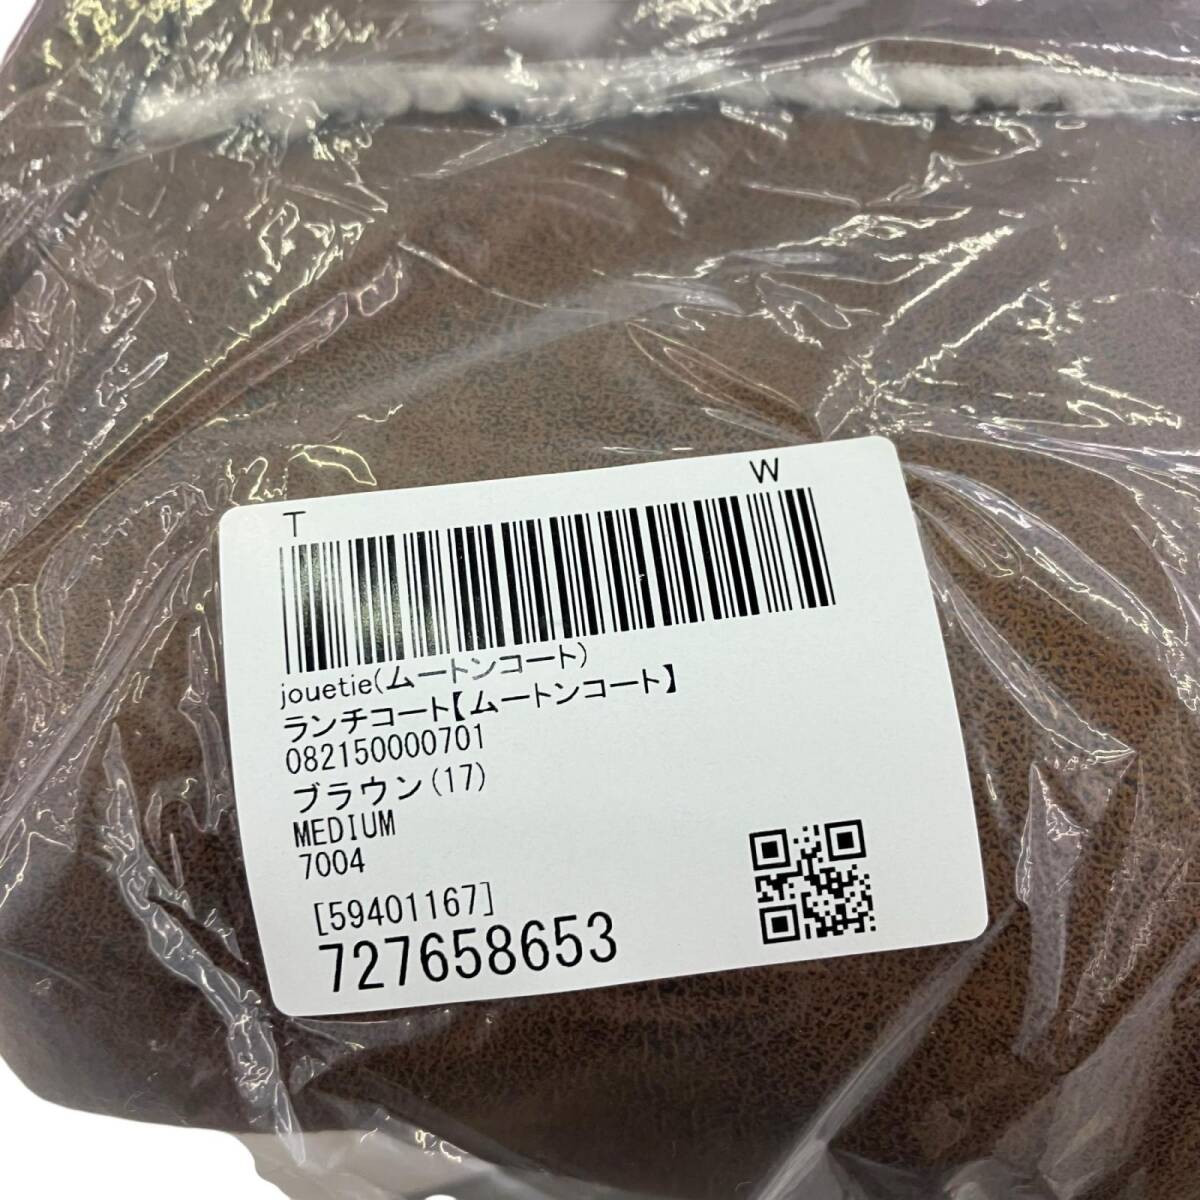 T W
jouetie(ムートンコート)
ランチコート【ムートンコート】
082150000701
ブラウン(17)
MEDIUM
7004
[59401167]
727658653